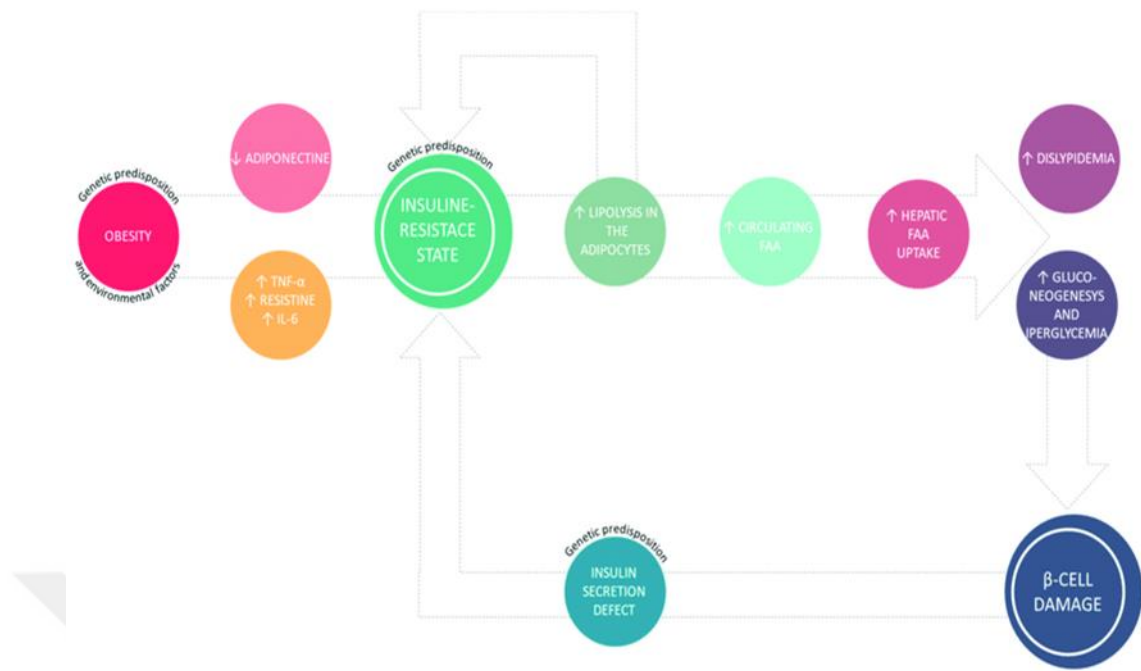 Genetic predisposition
OBESITY
and environmental factors
↓ ADIPONECTINE
↑ TNF-α
↑ RESISTINE
↑ IL-6
Genetic predisposition
INSULINE-
RESISTACE
STATE
↑ LIPOLYSIS IN
THE
ADIPOCYTES
↑ CIRCULATING
FAA
↑ HEPATIC
FAA
UPTAKE
↑ DISLYPIDEMIA
↑ GLUCO-
NEOGENESYS
AND
IPERGLYCEMIA
Genetic predisposition
INSULIN
SECRETION
DEFECT
β-CELL
DAMAGE